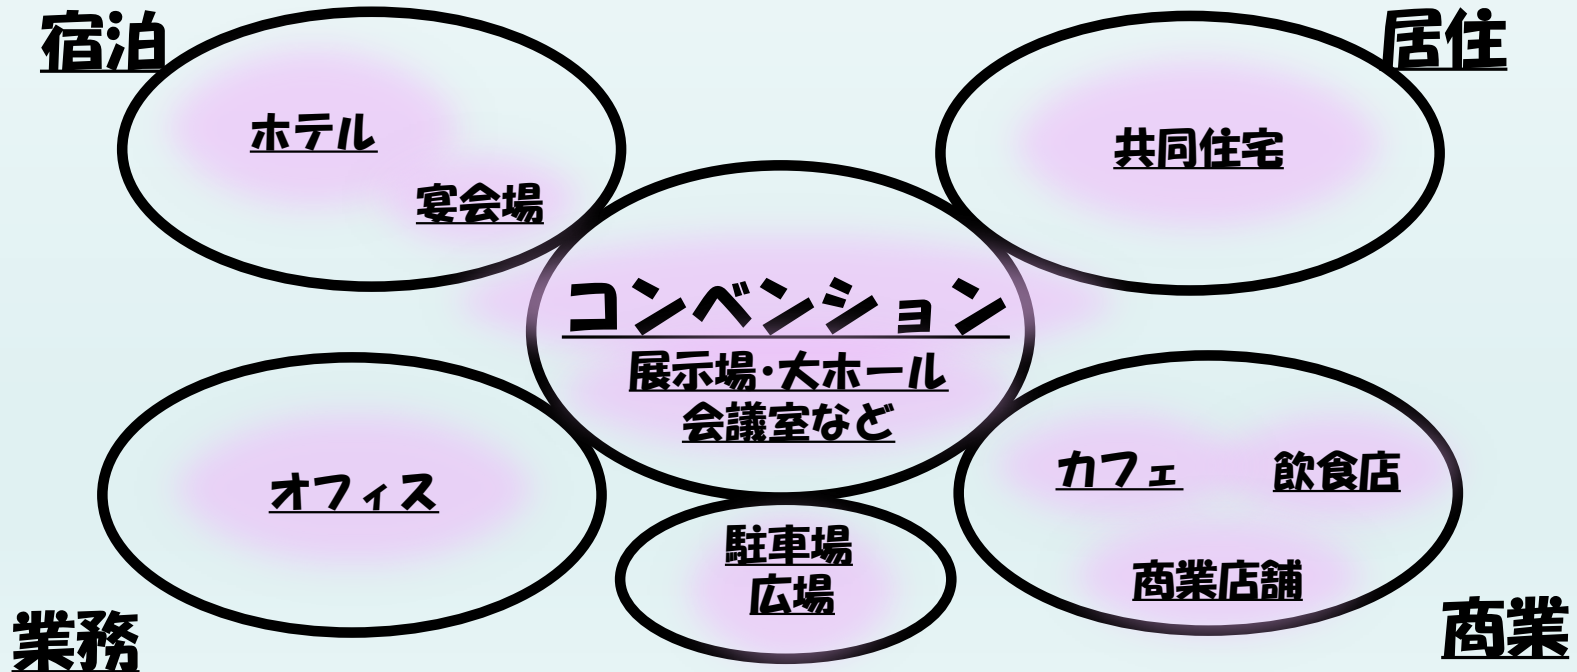 宿泊
ホテル
宴会場
居住
共同住宅
コンベンション
展示場・大ホール
会議室など
オフィス
業務
駐車場
広場
カフェ
飲食店
商業店舗
商業